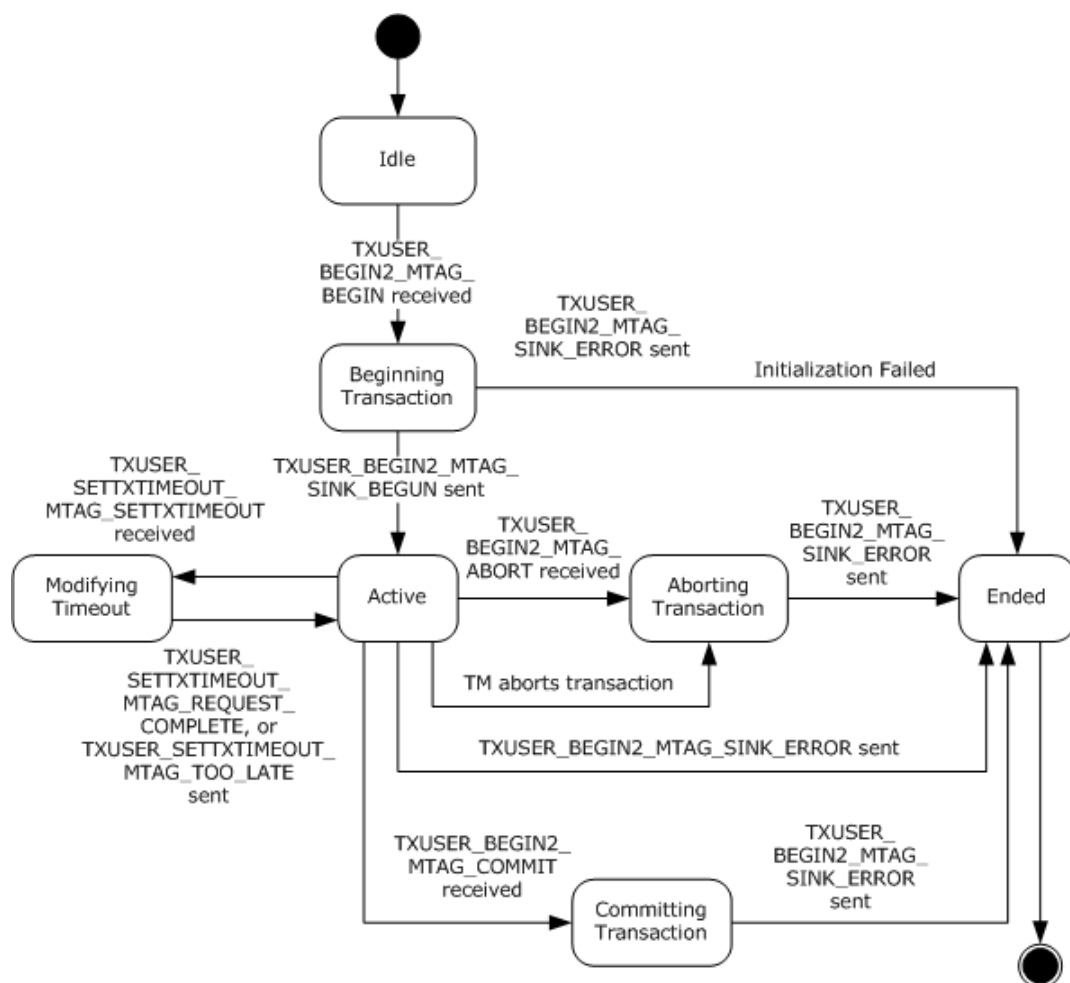 Idle
TXUSER_
BEGIN2_MTAG_
BEGIN received
TXUSER_
BEGIN2_MTAG_
SINK_ERROR sent
Beginning
Transaction
Initialization Failed
TXUSER_BEGIN2_MTAG_
SINK_BEGUN sent
TXUSER_
SETTXTIMEOUT_
MTAG_SETTXTIMEOUT
received
TXUSER_
BEGIN2_MTAG_
ABORT received
TXUSER_
BEGIN2_MTAG_
SINK_ERROR
sent
Modifying
Timeout
Active
Aborting
Transaction
Ended
TXUSER_
SETTXTIMEOUT_
MTAG_REQUEST_
COMPLETE, or
TXUSER_SETTXTIMEOUT_
MTAG_TOO_LATE
sent
TM aborts transaction
TXUSER_BEGIN2_MTAG_SINK_ERROR sent
TXUSER_BEGIN2_
MTAG_COMMIT
received
TXUSER_
BEGIN2_MTAG_
SINK_ERROR
sent
Committing
Transaction